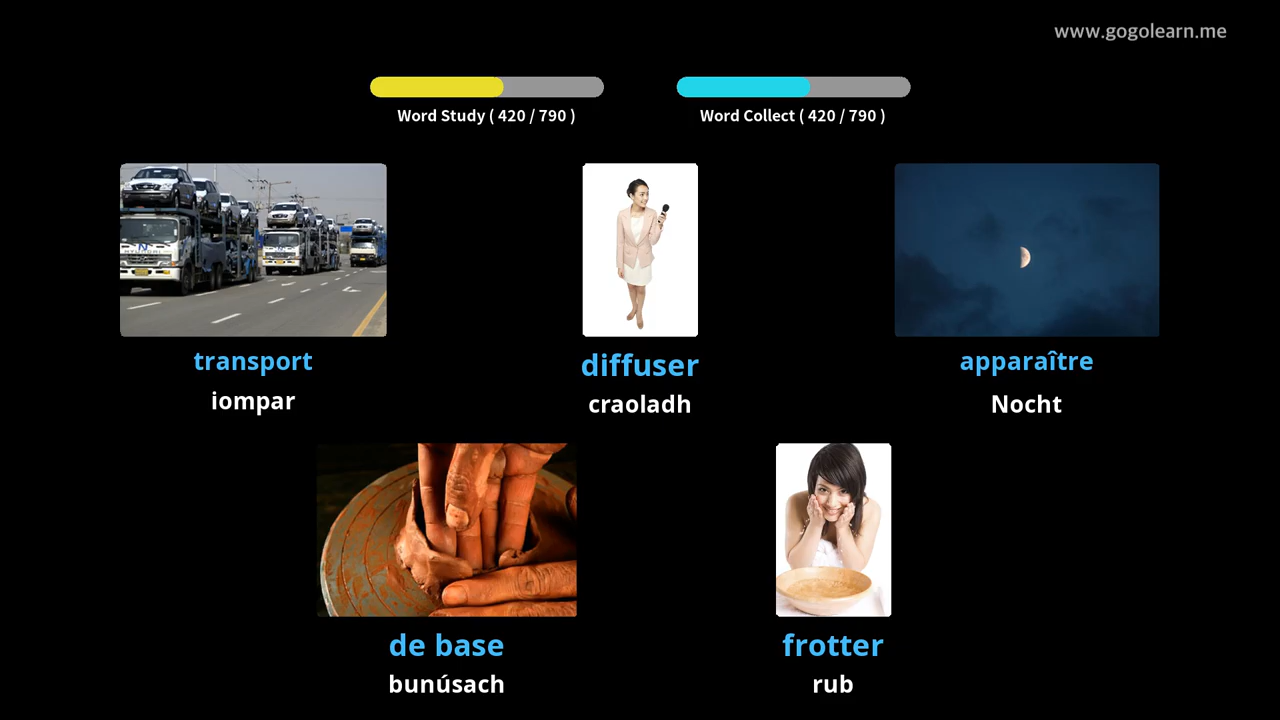 www.gogolearn.me
Word Study ( 420 / 790 )
Word Collect ( 420 / 790 )
transport
iompar
diffuser
craoladh
apparaître
Nocht
de base
bunúsach
frotter
rub